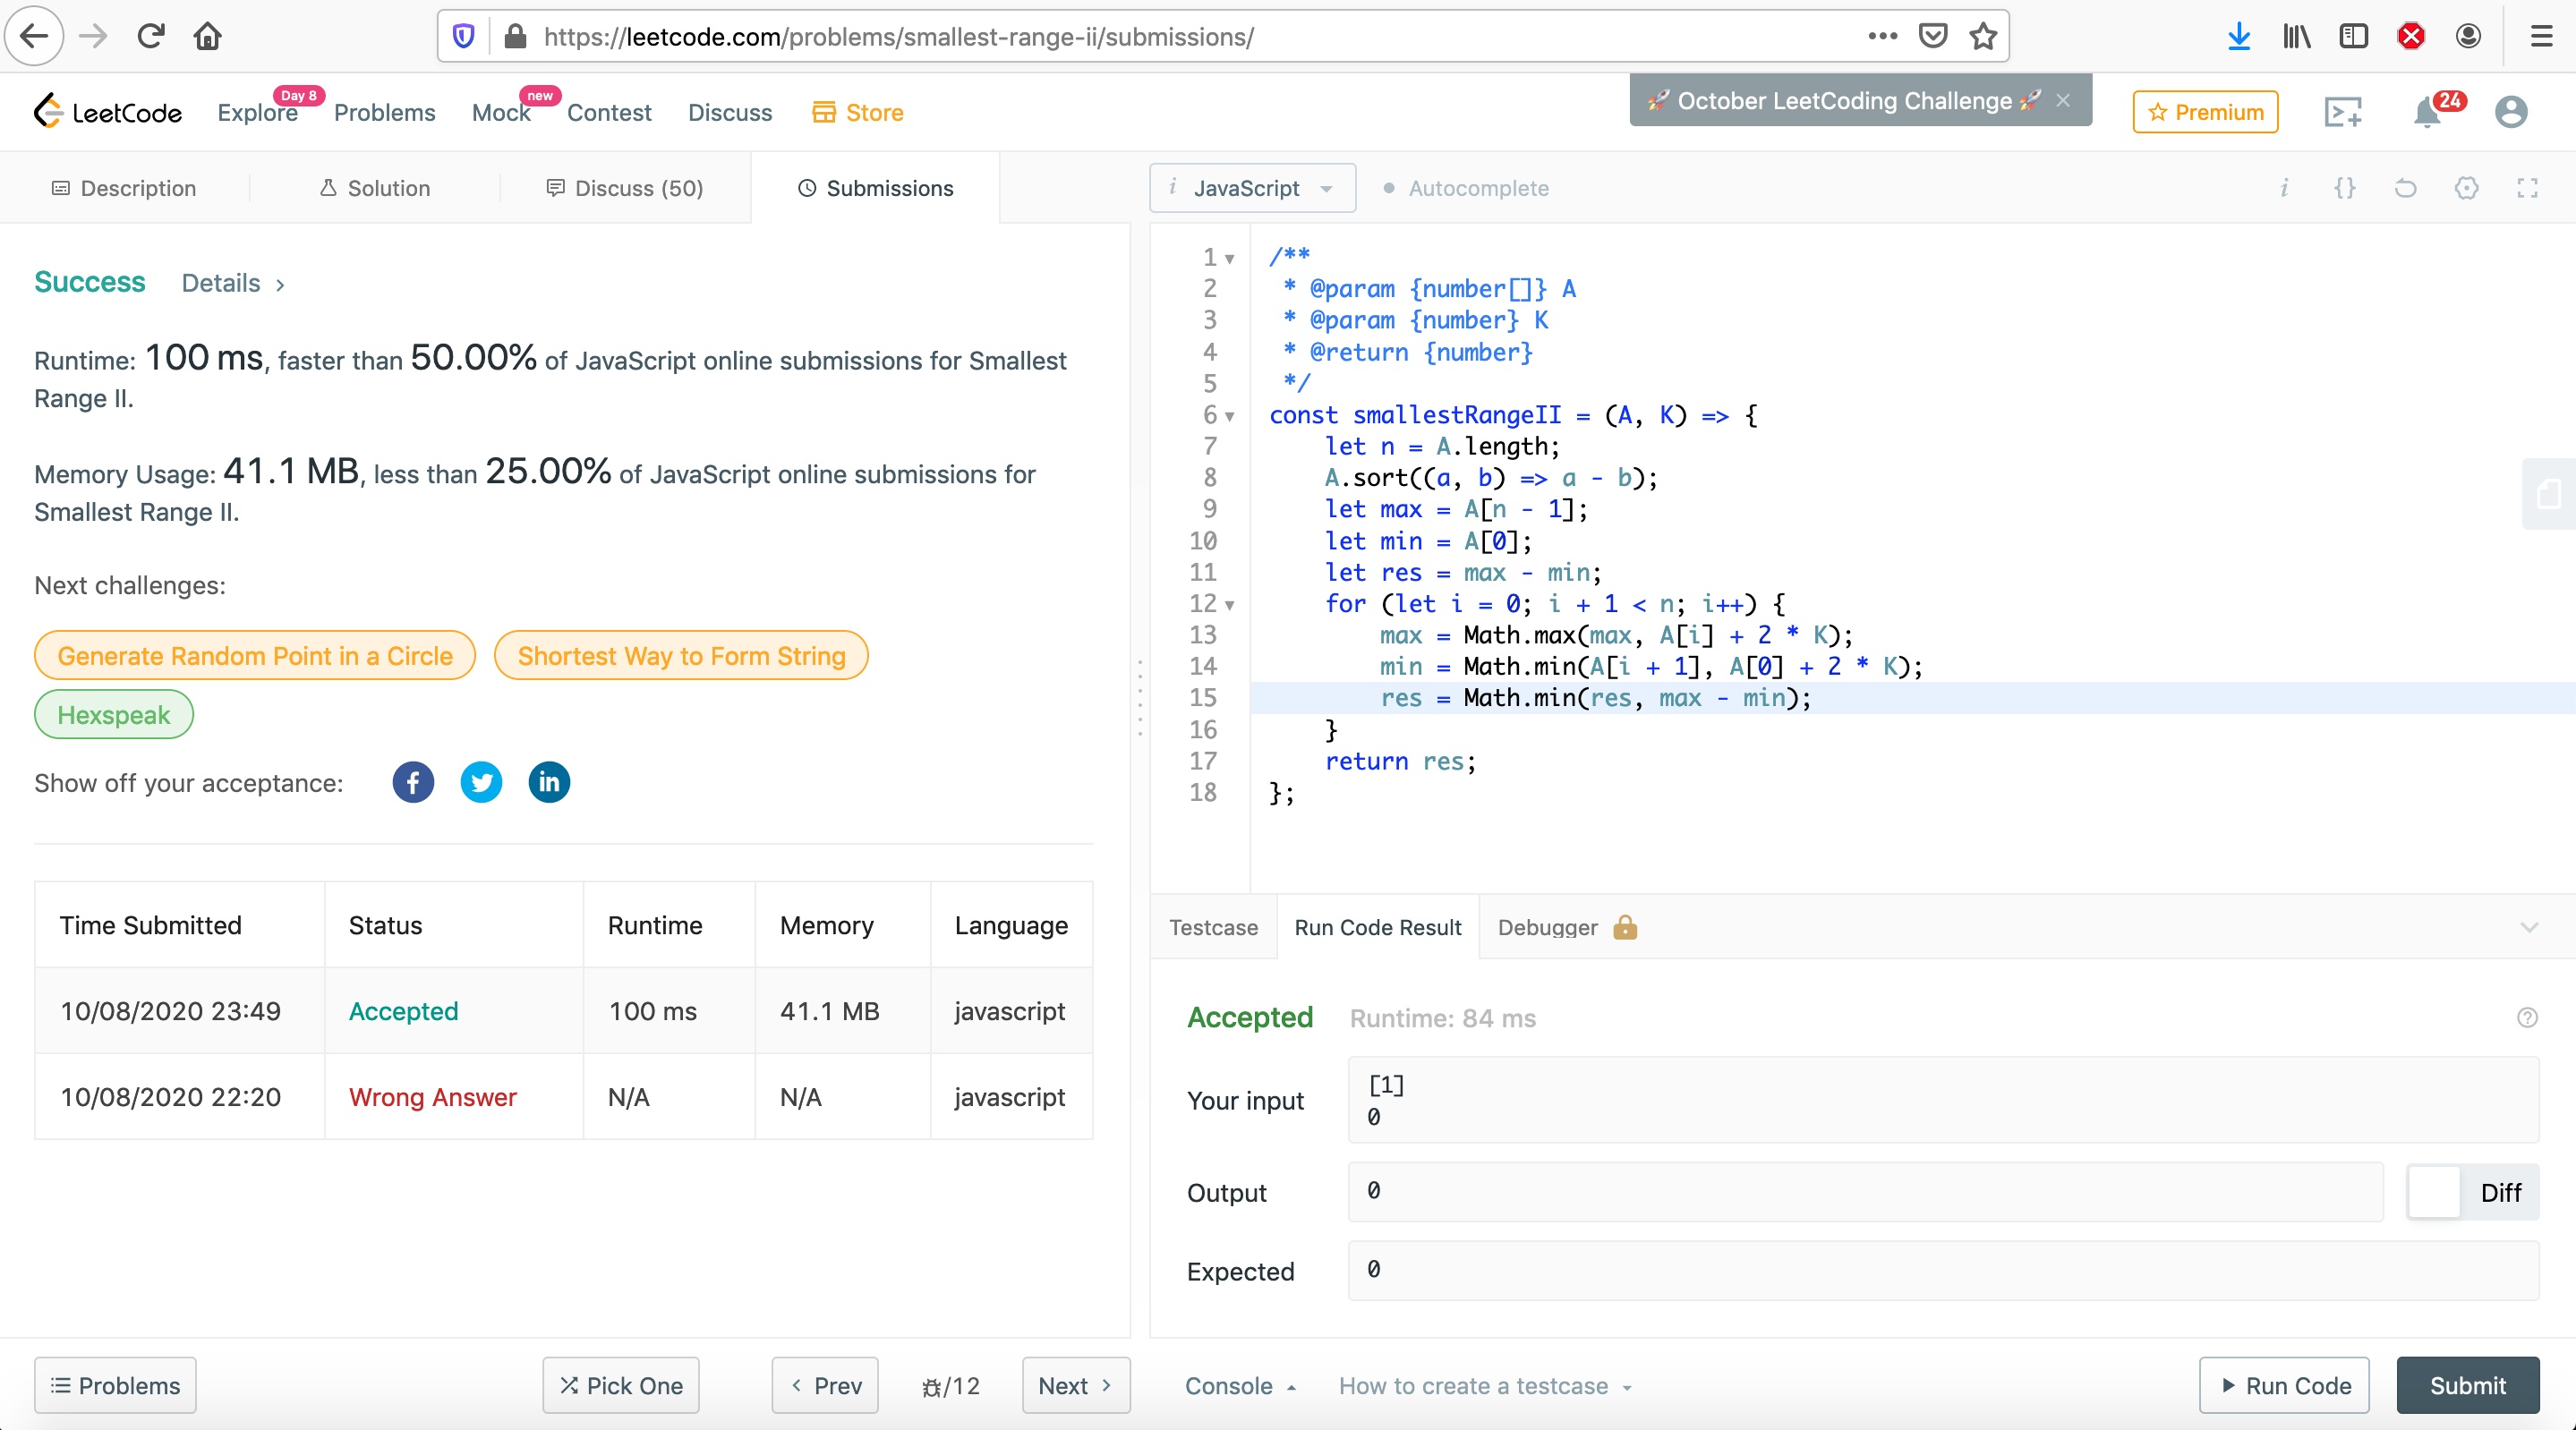 https://leetcode.com/problems/smallest-range-ii/submissions/
LeetCode
Explore
Day 8
Problems
Mock
new
Contest
Discuss
Store
🚀 October LeetCoding Challenge 🚀 ×
Premium
24
Description
Solution
Discuss (50)
Submissions
Success Details >
Runtime: 100 ms, faster than 50.00% of JavaScript online submissions for Smallest
Range II.
Memory Usage: 41.1 MB, less than 25.00% of JavaScript online submissions for
Smallest Range II.
Next challenges:
Generate Random Point in a Circle
Shortest Way to Form String
Hexspeak
Show off your acceptance:
f
in
Time Submitted Status Runtime Memory Language
10/08/2020 23:49 Accepted 100 ms 41.1 MB javascript
10/08/2020 22:20 Wrong Answer N/A N/A javascript
Problems
Pick One
< Prev
/12
Next >
i JavaScript
Autocomplete
i {}
1 /**
2  * @param {number[]} A
3  * @param {number} K
4  * @return {number}
5  */
6 const smallestRangeII = (A, K) => {
7     let n = A.length;
8     A.sort((a, b) => a - b);
9     let max = A[n - 1];
10     let min = A[0];
11     let res = max - min;
12     for (let i = 0; i + 1 < n; i++) {
13         max = Math.max(max, A[i] + 2 * K);
14         min = Math.min(A[i + 1], A[0] + 2 * K);
15         res = Math.min(res, max - min);
16     }
17     return res;
18 };
Testcase
Run Code Result
Debugger
Accepted Runtime: 84 ms
?
Your input
[1]
0
Output
0
Diff
Expected
0
Console
How to create a testcase
Run Code
Submit